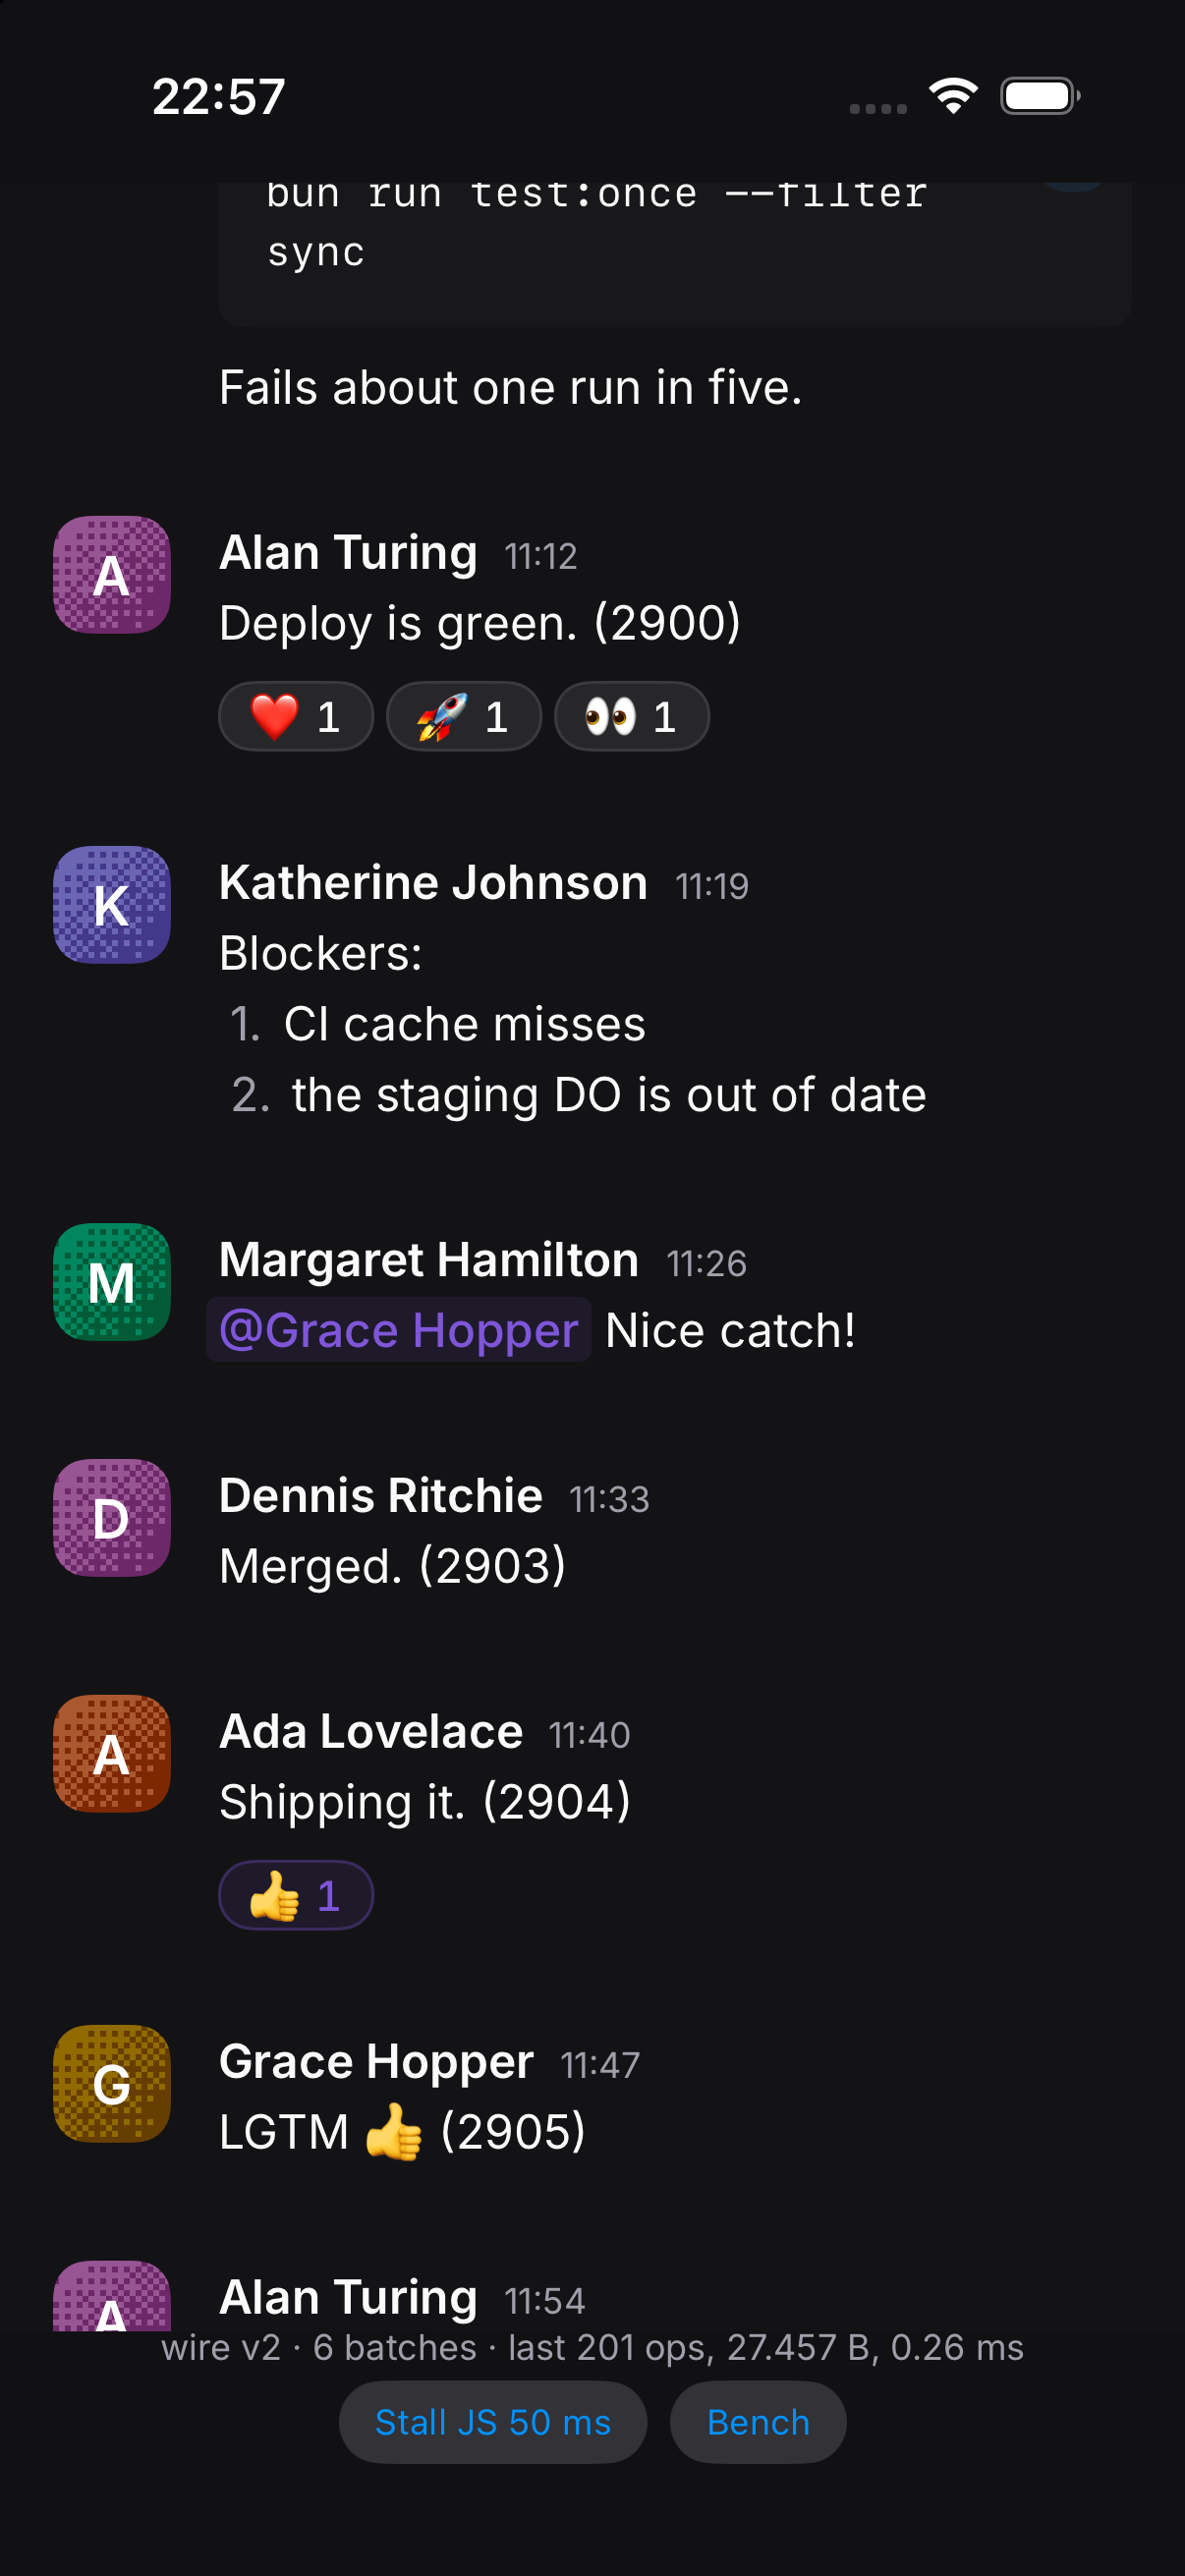 22:57
bun run test:once --filter
sync
Fails about one run in five.
A
Alan Turing 11:12
Deploy is green. (2900)
❤️ 1 🚀 1 👀 1
K
Katherine Johnson 11:19
Blockers:
1. CI cache misses
2. the staging DO is out of date
M
Margaret Hamilton 11:26
@Grace Hopper Nice catch!
D
Dennis Ritchie 11:33
Merged. (2903)
A
Ada Lovelace 11:40
Shipping it. (2904)
👍 1
G
Grace Hopper 11:47
LGTM 👍 (2905)
A
Alan Turing 11:54
wire v2 · 6 batches · last 201 ops, 27.457 B, 0.26 ms
Stall JS 50 ms Bench